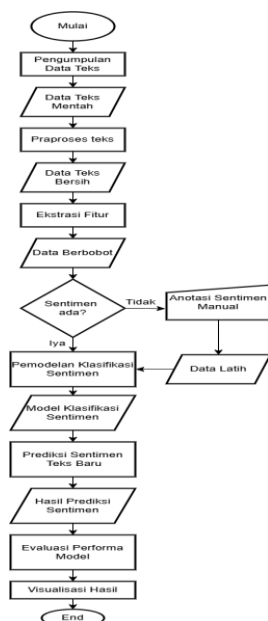 Mulai
Pengumpulan
Data Teks
Data Teks
Mentah
Praproses teks
Data Teks
Bersih
Ekstrasi Fitur
Data Berbobot
Sentimen
ada?
Tidak
Anotasi Sentimen
Manual
Iya
Data Latih
Pemodelan Klasifikasi
Sentimen
Model Klasifikasi
Sentimen
Prediksi Sentimen
Teks Baru
Hasil Prediksi
Sentimen
Evaluasi Performa
Model
Visualisasi Hasil
End